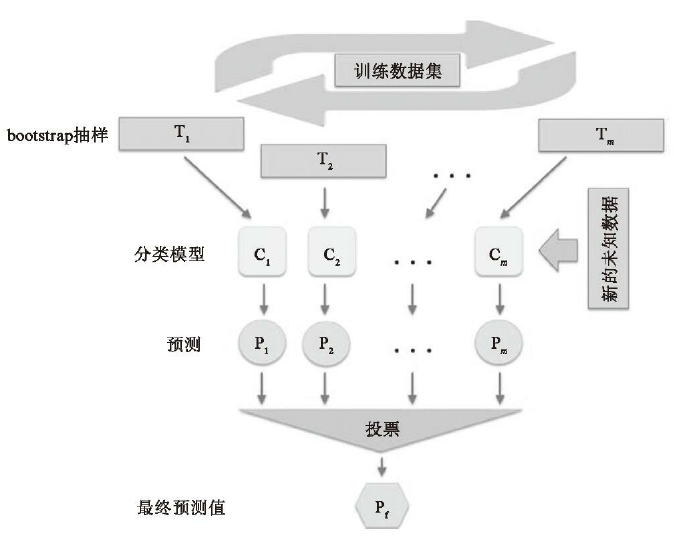 训练数据集
bootstrap抽样 T1 T2 ... Tm
分类模型 C1 C2 ... Cm
新的未知数据
预测 P1 P2 ... Pm
投票
最终预测值 Pf